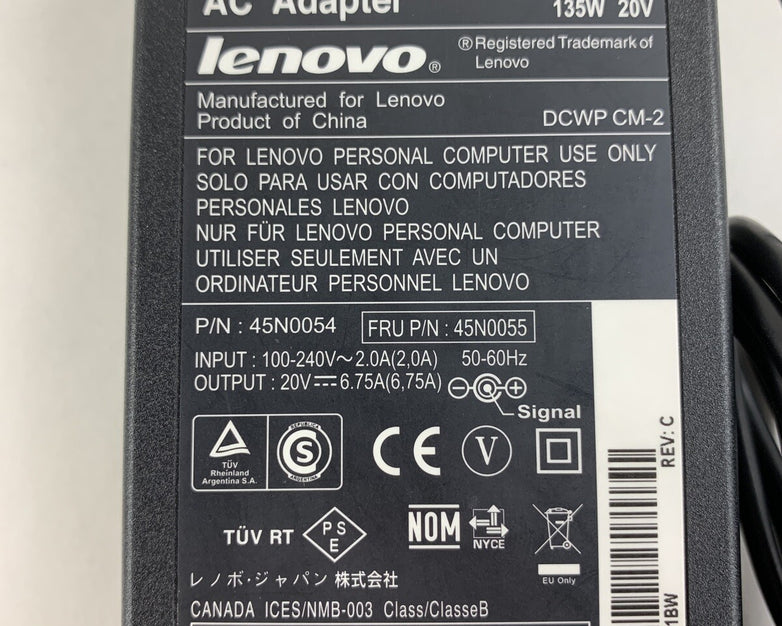 AC Adapter
135W 20V
lenovo®
®Registered Trademark of
Lenovo
Manufactured for Lenovo
Product of China
DCWP CM-2
FOR LENOVO PERSONAL COMPUTER USE ONLY
SOLO PARA USAR CON COMPUTADORES
PERSONALES LENOVO
NUR FÜR LENOVO PERSONAL COMPUTER
UTILISER SEULEMENT AVEC UN
ORDINATEUR PERSONNEL LENOVO
P/N : 45N0054
FRU P/N : 45N0055
INPUT : 100-240V～2.0A(2,0A) 50-60Hz
OUTPUT : 20V⎓6.75A(6,75A)
Signal
TÜV
Rheinland
Argentina S.A.
REPUBLICA
S
ARGENTINA
CE
V
REV: C
TÜV RT
PS
E
NOM
NYCE
EU Only
レノボ・ジャパン 株式会社
CANADA ICES/NMB-003 Class/ClasseB
1BW